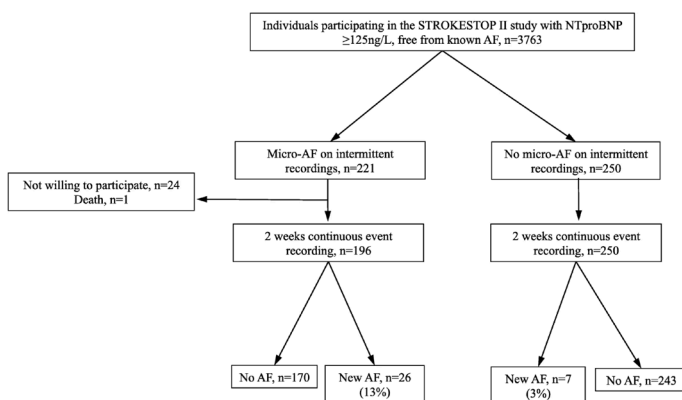 Individuals participating in the STROKESTOP II study with NTproBNP
≥125ng/L, free from known AF, n=3763
Micro-AF on intermittent
recordings, n=221
No micro-AF on intermittent
recordings, n=250
Not willing to participate, n=24
Death, n=1
2 weeks continuous event
recording, n=196
2 weeks continuous event
recording, n=250
No AF, n=170
New AF, n=26
(13%)
New AF, n=7
(3%)
No AF, n=243